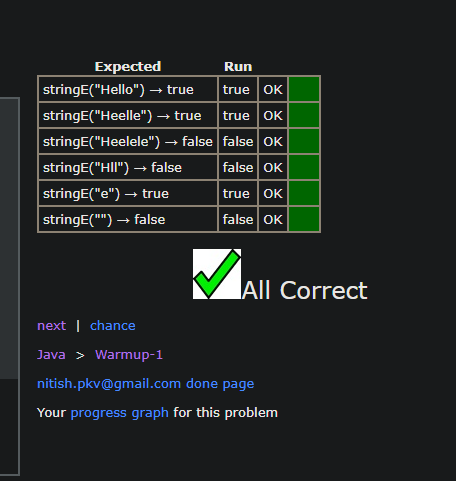 Expected Run
stringE("Hello") → true true OK
stringE("Heelle") → true true OK
stringE("Heelele") → false false OK
stringE("Hll") → false false OK
stringE("e") → true true OK
stringE("") → false false OK
All Correct
next | chance
Java > Warmup-1
nitish.pkv@gmail.com done page
Your progress graph for this problem